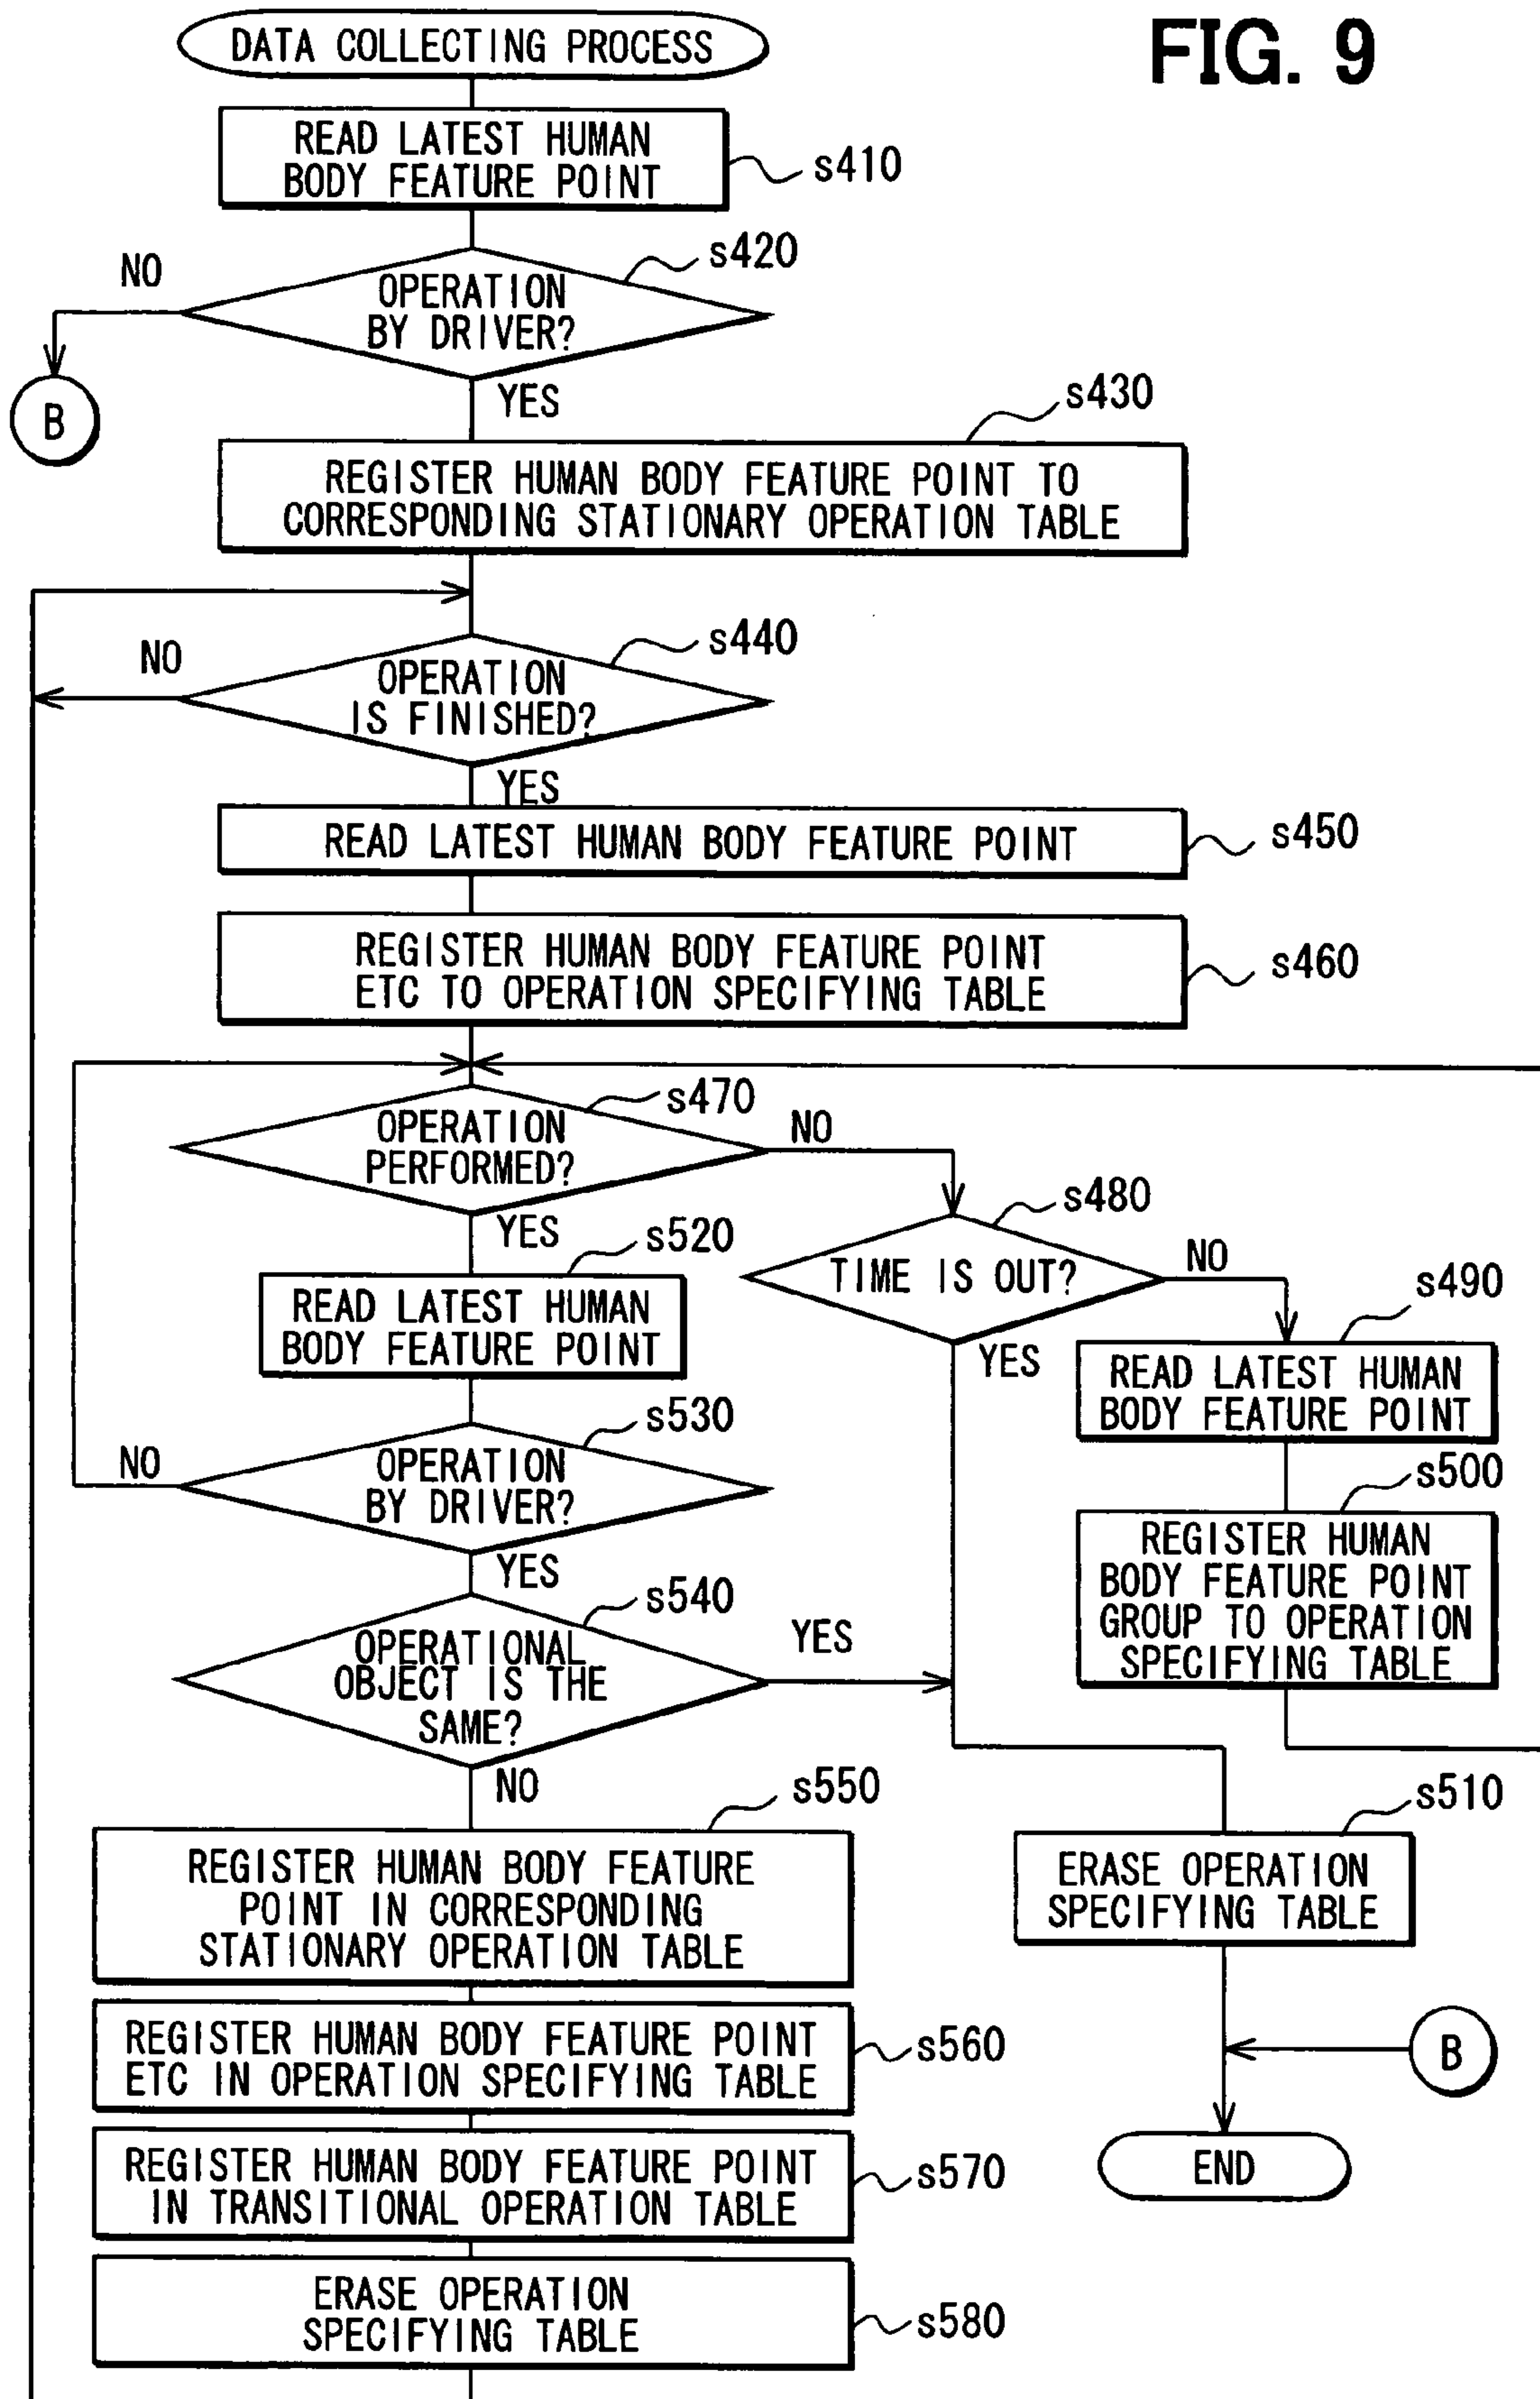 FIG. 9
DATA COLLECTING PROCESS
READ LATEST HUMAN
BODY FEATURE POINT
s410
s420
NO
OPERATION
BY DRIVER?
B
YES
s430
REGISTER HUMAN BODY FEATURE POINT TO
CORRESPONDING STATIONARY OPERATION TABLE
s440
NO
OPERATION
IS FINISHED?
YES
READ LATEST HUMAN BODY FEATURE POINT
s450
REGISTER HUMAN BODY FEATURE POINT
ETC TO OPERATION SPECIFYING TABLE
s460
s470
OPERATION
PERFORMED?
NO
YES
s480
TIME IS OUT?
NO
YES
s490
READ LATEST HUMAN
BODY FEATURE POINT
s500
REGISTER HUMAN
BODY FEATURE POINT
GROUP TO OPERATION
SPECIFYING TABLE
s520
READ LATEST HUMAN
BODY FEATURE POINT
s530
NO
OPERATION
BY DRIVER?
YES
s540
OPERATIONAL
OBJECT IS THE
SAME?
YES
NO
s550
REGISTER HUMAN BODY FEATURE
POINT IN CORRESPONDING
STATIONARY OPERATION TABLE
s510
ERASE OPERATION
SPECIFYING TABLE
REGISTER HUMAN BODY FEATURE POINT
ETC IN OPERATION SPECIFYING TABLE
s560
B
REGISTER HUMAN BODY FEATURE POINT
IN TRANSITIONAL OPERATION TABLE
s570
END
ERASE OPERATION
SPECIFYING TABLE
s580